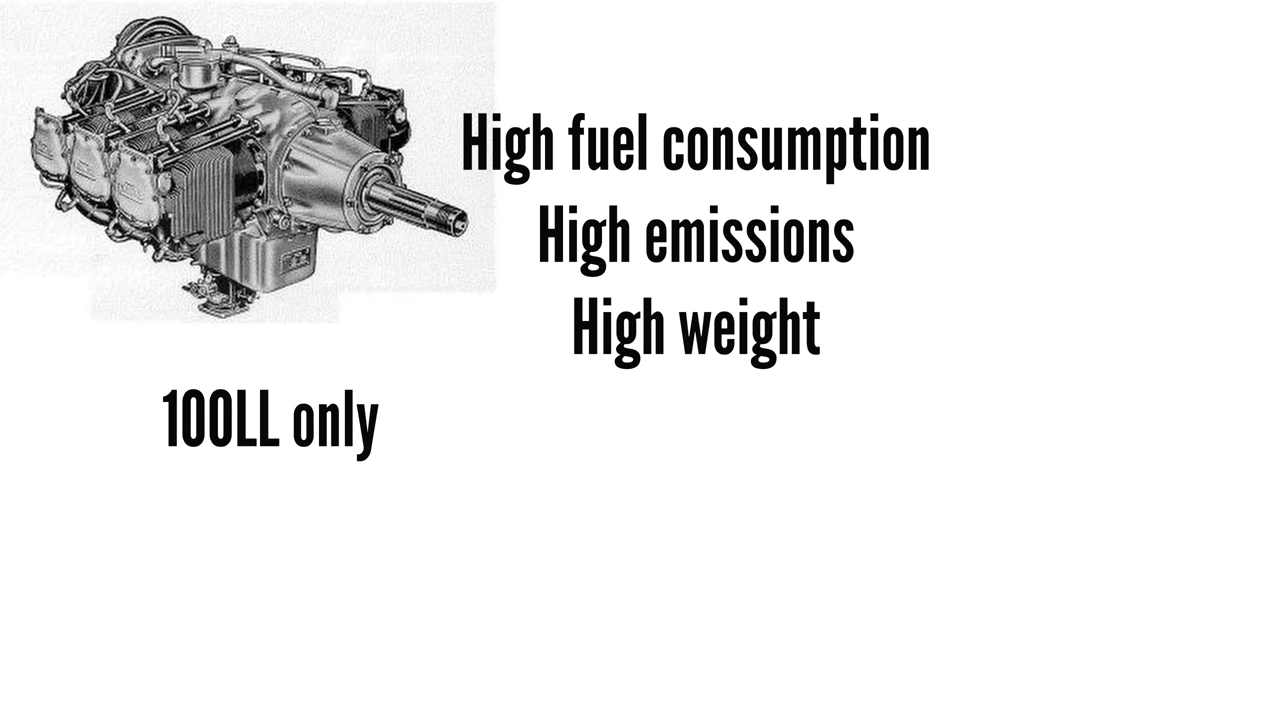 High fuel consumption
High emissions
High weight
100LL only